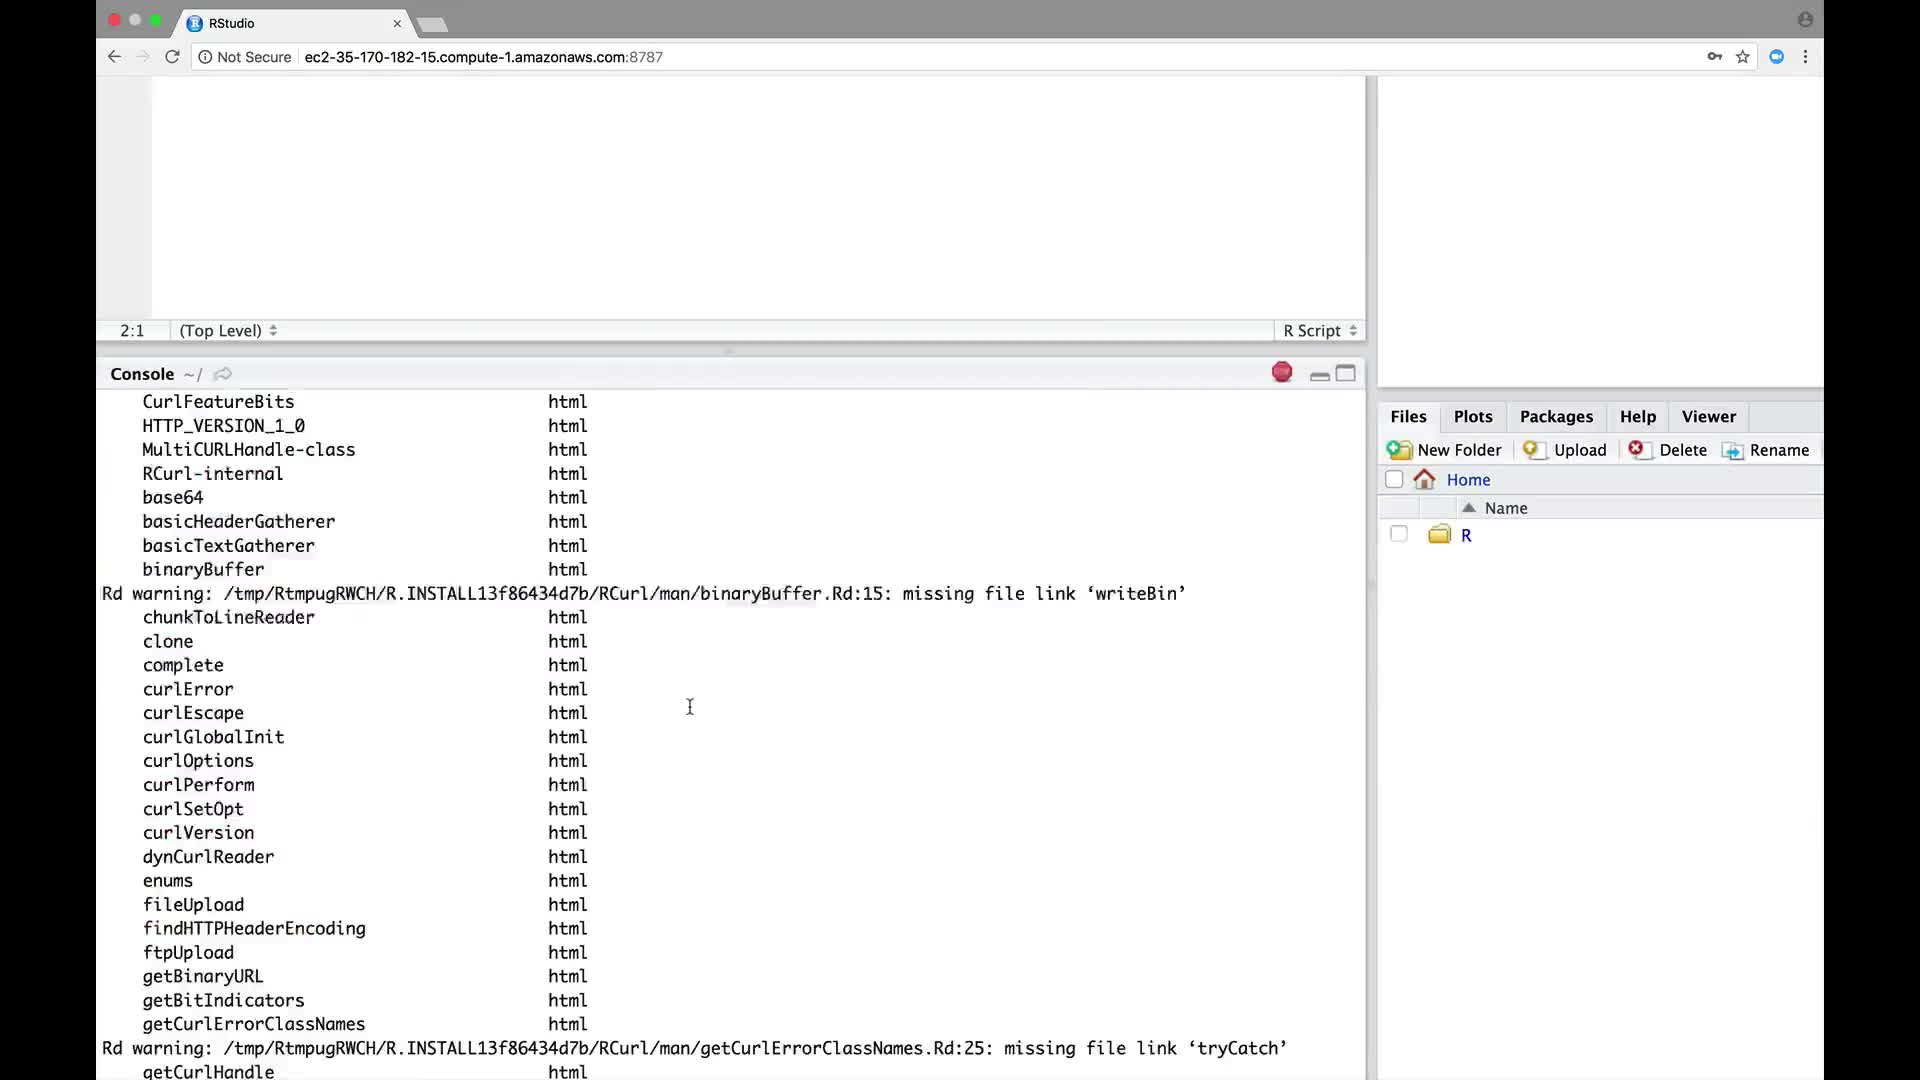 RStudio
Not Secure ec2-35-170-182-15.compute-1.amazonaws.com:8787
2:1 (Top Level) R Script
Console ~/
CurlFeatureBits html
HTTP_VERSION_1_0 html
MultiCURLHandle-class html
RCurl-internal html
base64 html
basicHeaderGatherer html
basicTextGatherer html
binaryBuffer html
Rd warning: /tmp/RtmpugRWCH/R.INSTALL13f86434d7b/RCurl/man/binaryBuffer.Rd:15: missing file link ‘writeBin’
chunkToLineReader html
clone html
complete html
curlError html
curlEscape html
curlGlobalInit html
curlOptions html
curlPerform html
curlSetOpt html
curlVersion html
dynCurlReader html
enums html
fileUpload html
findHTTPHeaderEncoding html
ftpUpload html
getBinaryURL html
getBitIndicators html
getCurlErrorClassNames html
Rd warning: /tmp/RtmpugRWCH/R.INSTALL13f86434d7b/RCurl/man/getCurlErrorClassNames.Rd:25: missing file link ‘tryCatch’
getCurlHandle html
Files Plots Packages Help Viewer
New Folder Upload Delete Rename
Home
Name
R